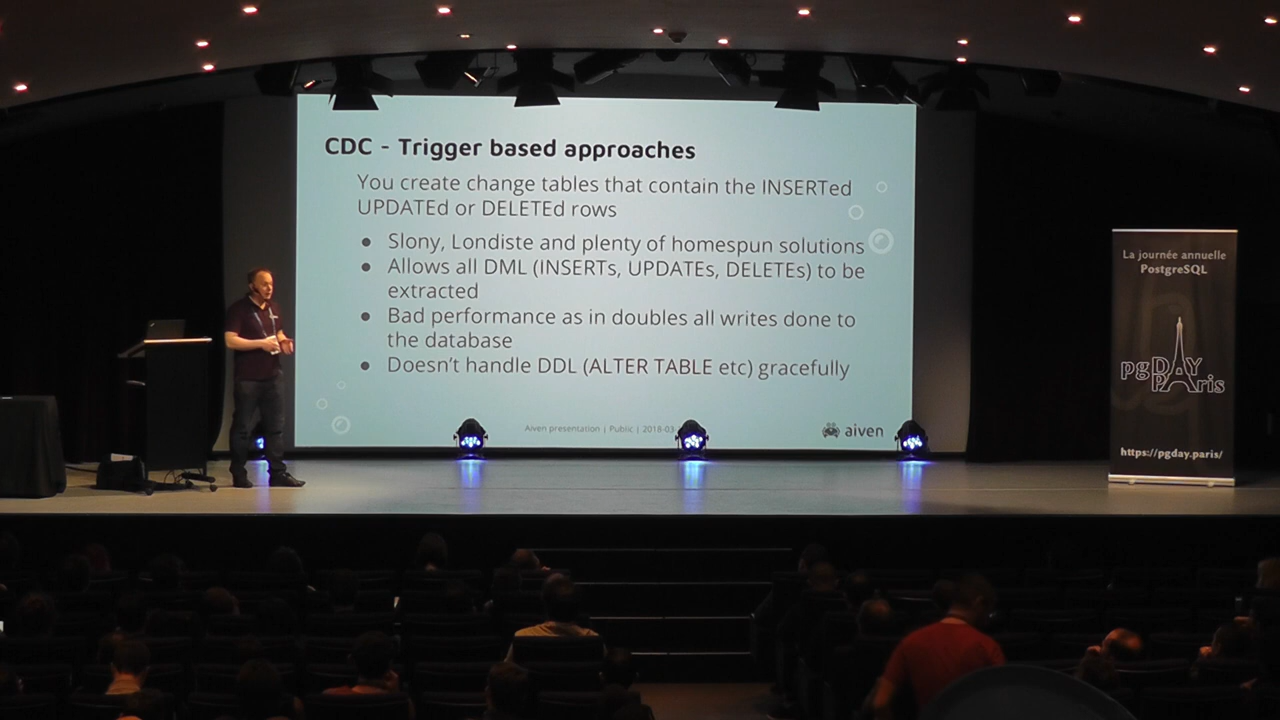 CDC - Trigger based approaches
You create change tables that contain the INSERTed
UPDATEd or DELETEd rows
● Slony, Londiste and plenty of homespun solutions
● Allows all DML (INSERTs, UPDATEs, DELETEs) to be
extracted
● Bad performance as in doubles all writes done to
the database
● Doesn't handle DDL (ALTER TABLE etc) gracefully
Aiven presentation | Public | 2018-03
aiven
La journée annuelle
PostgreSQL
pgDAY
PAris
https://pgday.paris/